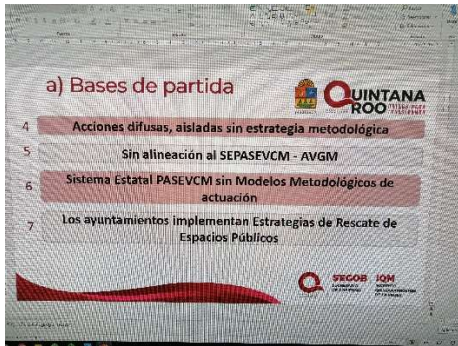 a) Bases de partida
QUINTANA
ROO
4 Acciones difusas, aisladas sin estrategia metodológica
5 Sin alineación al SEPASEVCM - AVGM
6 Sistema Estatal PASEVCM sin Modelos Metodológicos de
actuación
7 Los ayuntamientos implementan Estrategias de Rescate de
Espacios Públicos
SEGOB IQM